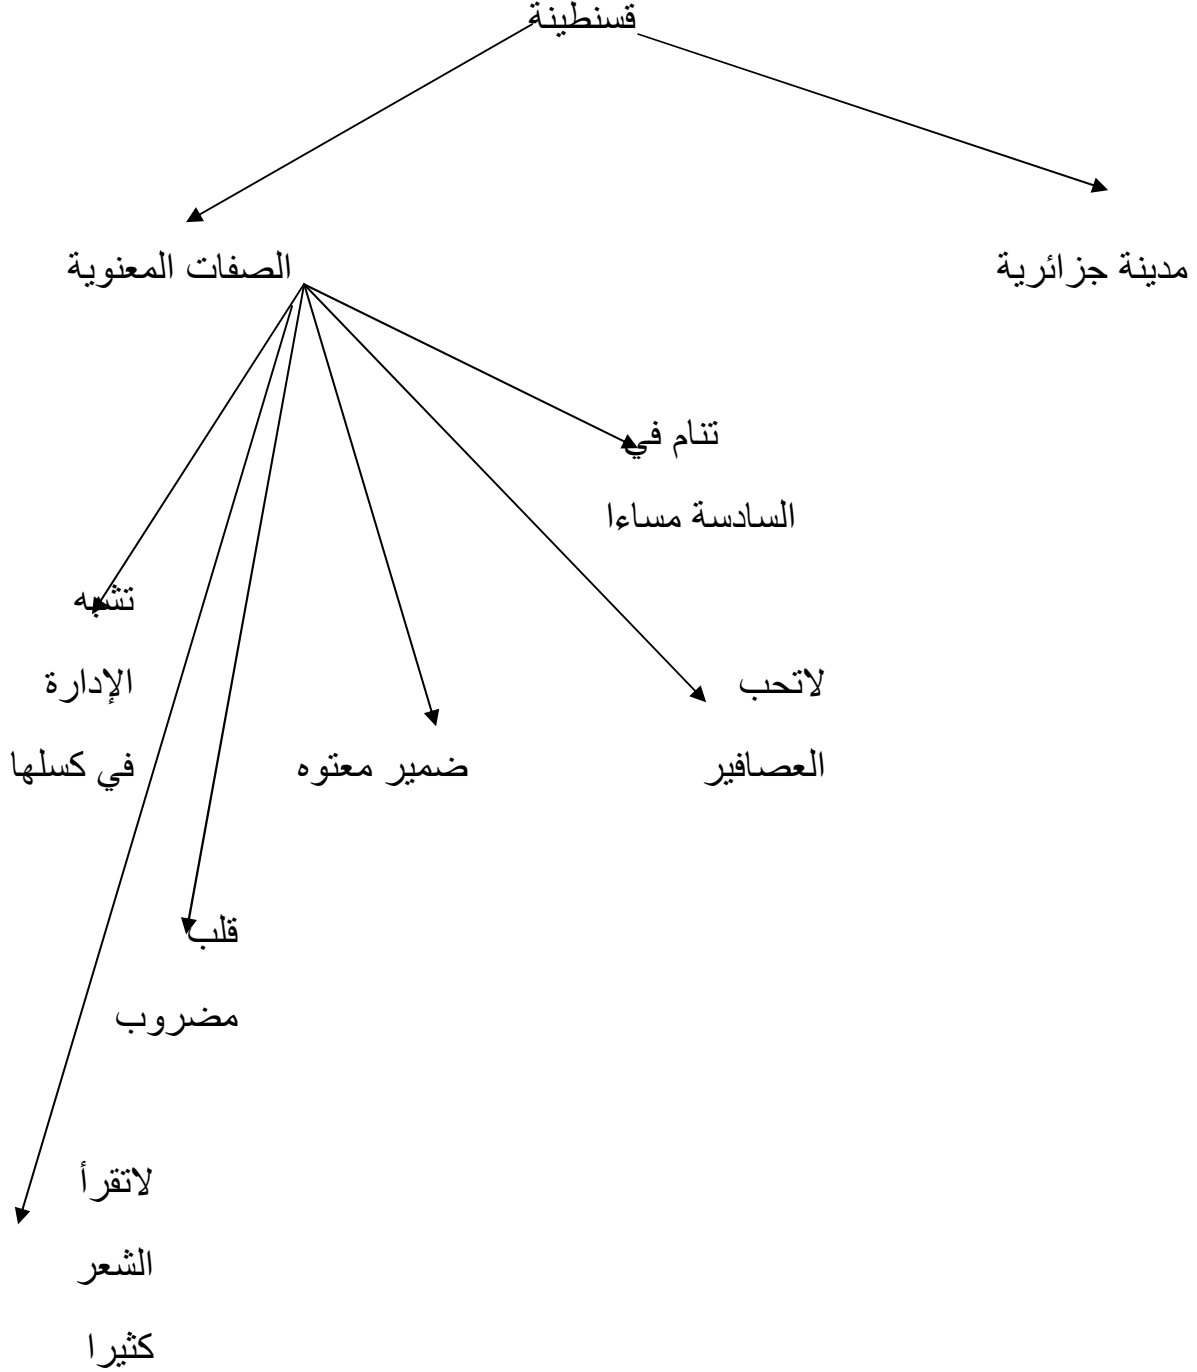 قسنطينة
مدينة جزائرية
الصفات المعنوية
تنام في
السادسة مساءا
لاتحب
العصافير
ضمير معتوه
تشبه
الإدارة
في كسلها
قلب
مضروب
لاتقرأ
الشعر
كثيرا